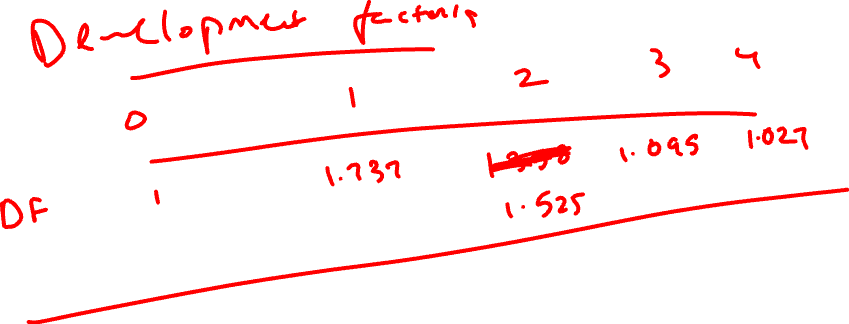 Development factors
0 1 2 3 4
DF 1 1.737 1.095 1.027
1.525